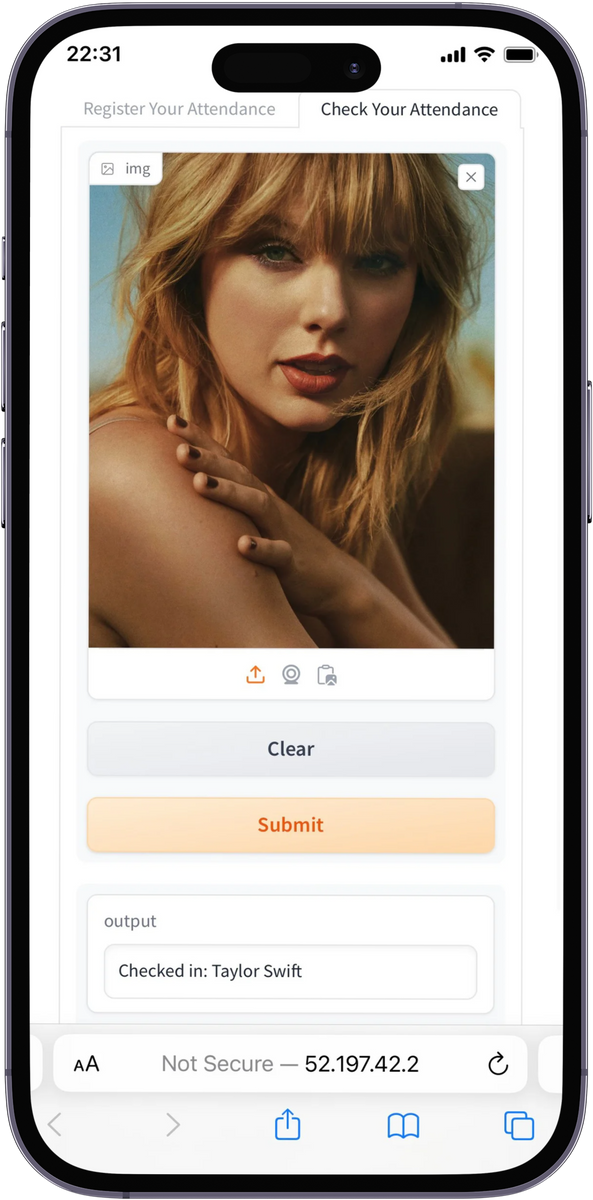 22:31
Register Your Attendance
Check Your Attendance
img
Clear
Submit
output
Checked in: Taylor Swift
AA
Not Secure — 52.197.42.2